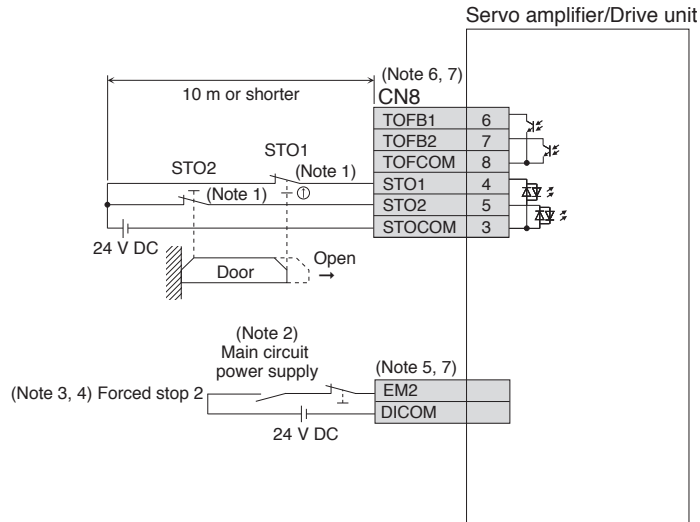 Servo amplifier/Drive unit
(Note 6, 7)
10 m or shorter
CN8
TOFB1 6
TOFB2 7
TOFCOM 8
STO1 4
STO2 5
STOCOM 3
STO1
(Note 1)
STO2
(Note 1)
24 V DC
Door
Open
(Note 2)
Main circuit
power supply
(Note 5, 7)
(Note 3, 4) Forced stop 2
EM2
DICOM
24 V DC